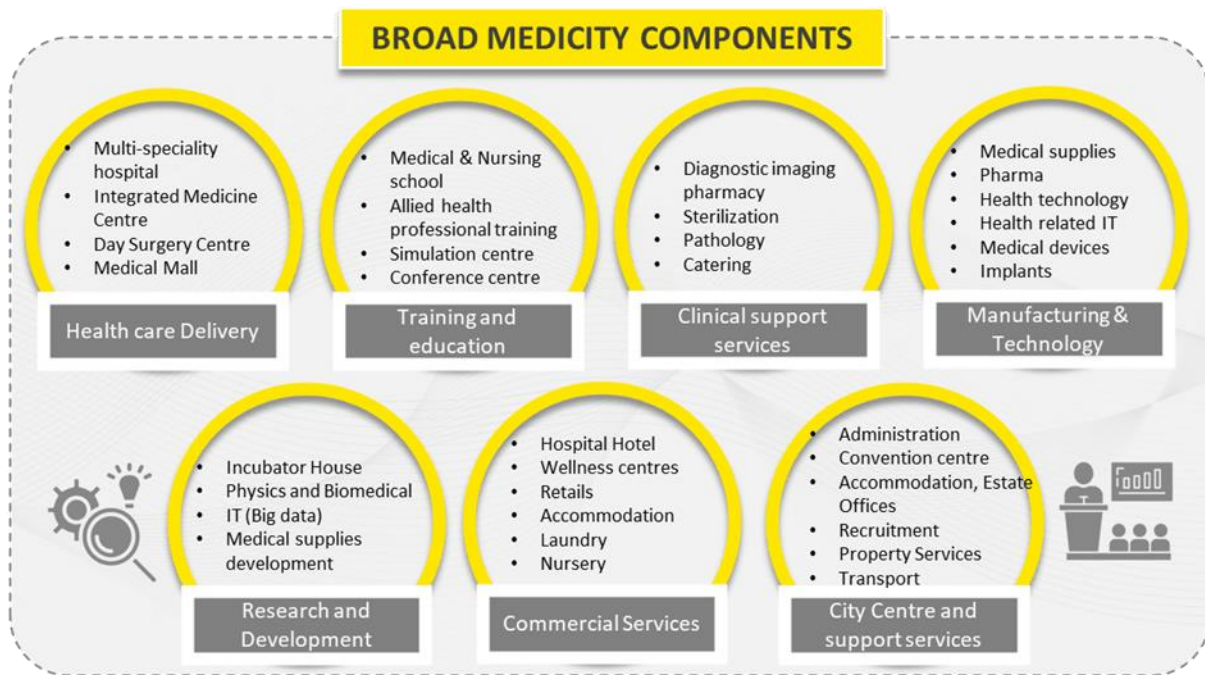 BROAD MEDICITY COMPONENTS
• Multi-speciality
hospital
• Integrated Medicine
Centre
• Day Surgery Centre
• Medical Mall
Health care Delivery
• Medical & Nursing
school
• Allied health
professional training
• Simulation centre
• Conference centre
Training and
education
• Diagnostic imaging
pharmacy
• Sterilization
• Pathology
• Catering
Clinical support
services
• Medical supplies
• Pharma
• Health technology
• Health related IT
• Medical devices
• Implants
Manufacturing &
Technology
• Incubator House
• Physics and Biomedical
• IT (Big data)
• Medical supplies
development
Research and
Development
• Hospital Hotel
• Wellness centres
• Retails
• Accommodation
• Laundry
• Nursery
Commercial Services
• Administration
• Convention centre
• Accommodation, Estate
Offices
• Recruitment
• Property Services
• Transport
City Centre and
support services